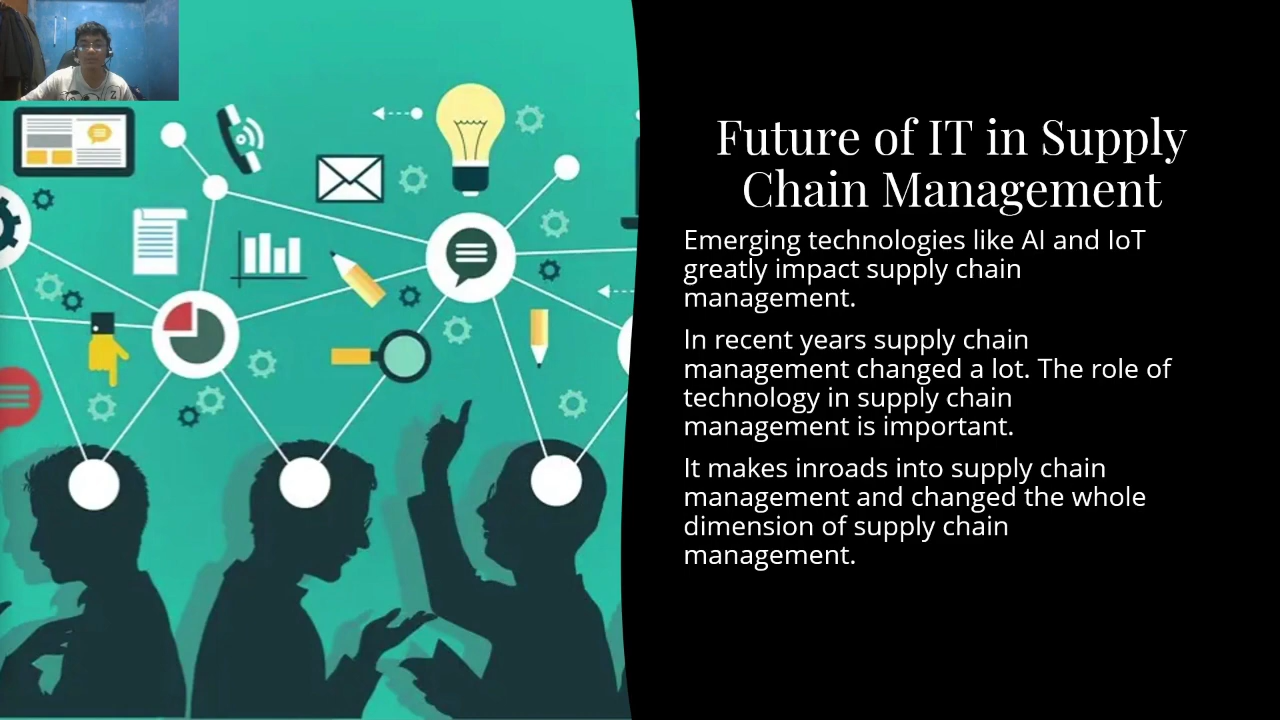 Future of IT in Supply
Chain Management
Emerging technologies like AI and IoT
greatly impact supply chain
management.
In recent years supply chain
management changed a lot. The role of
technology in supply chain
management is important.
It makes inroads into supply chain
management and changed the whole
dimension of supply chain
management.